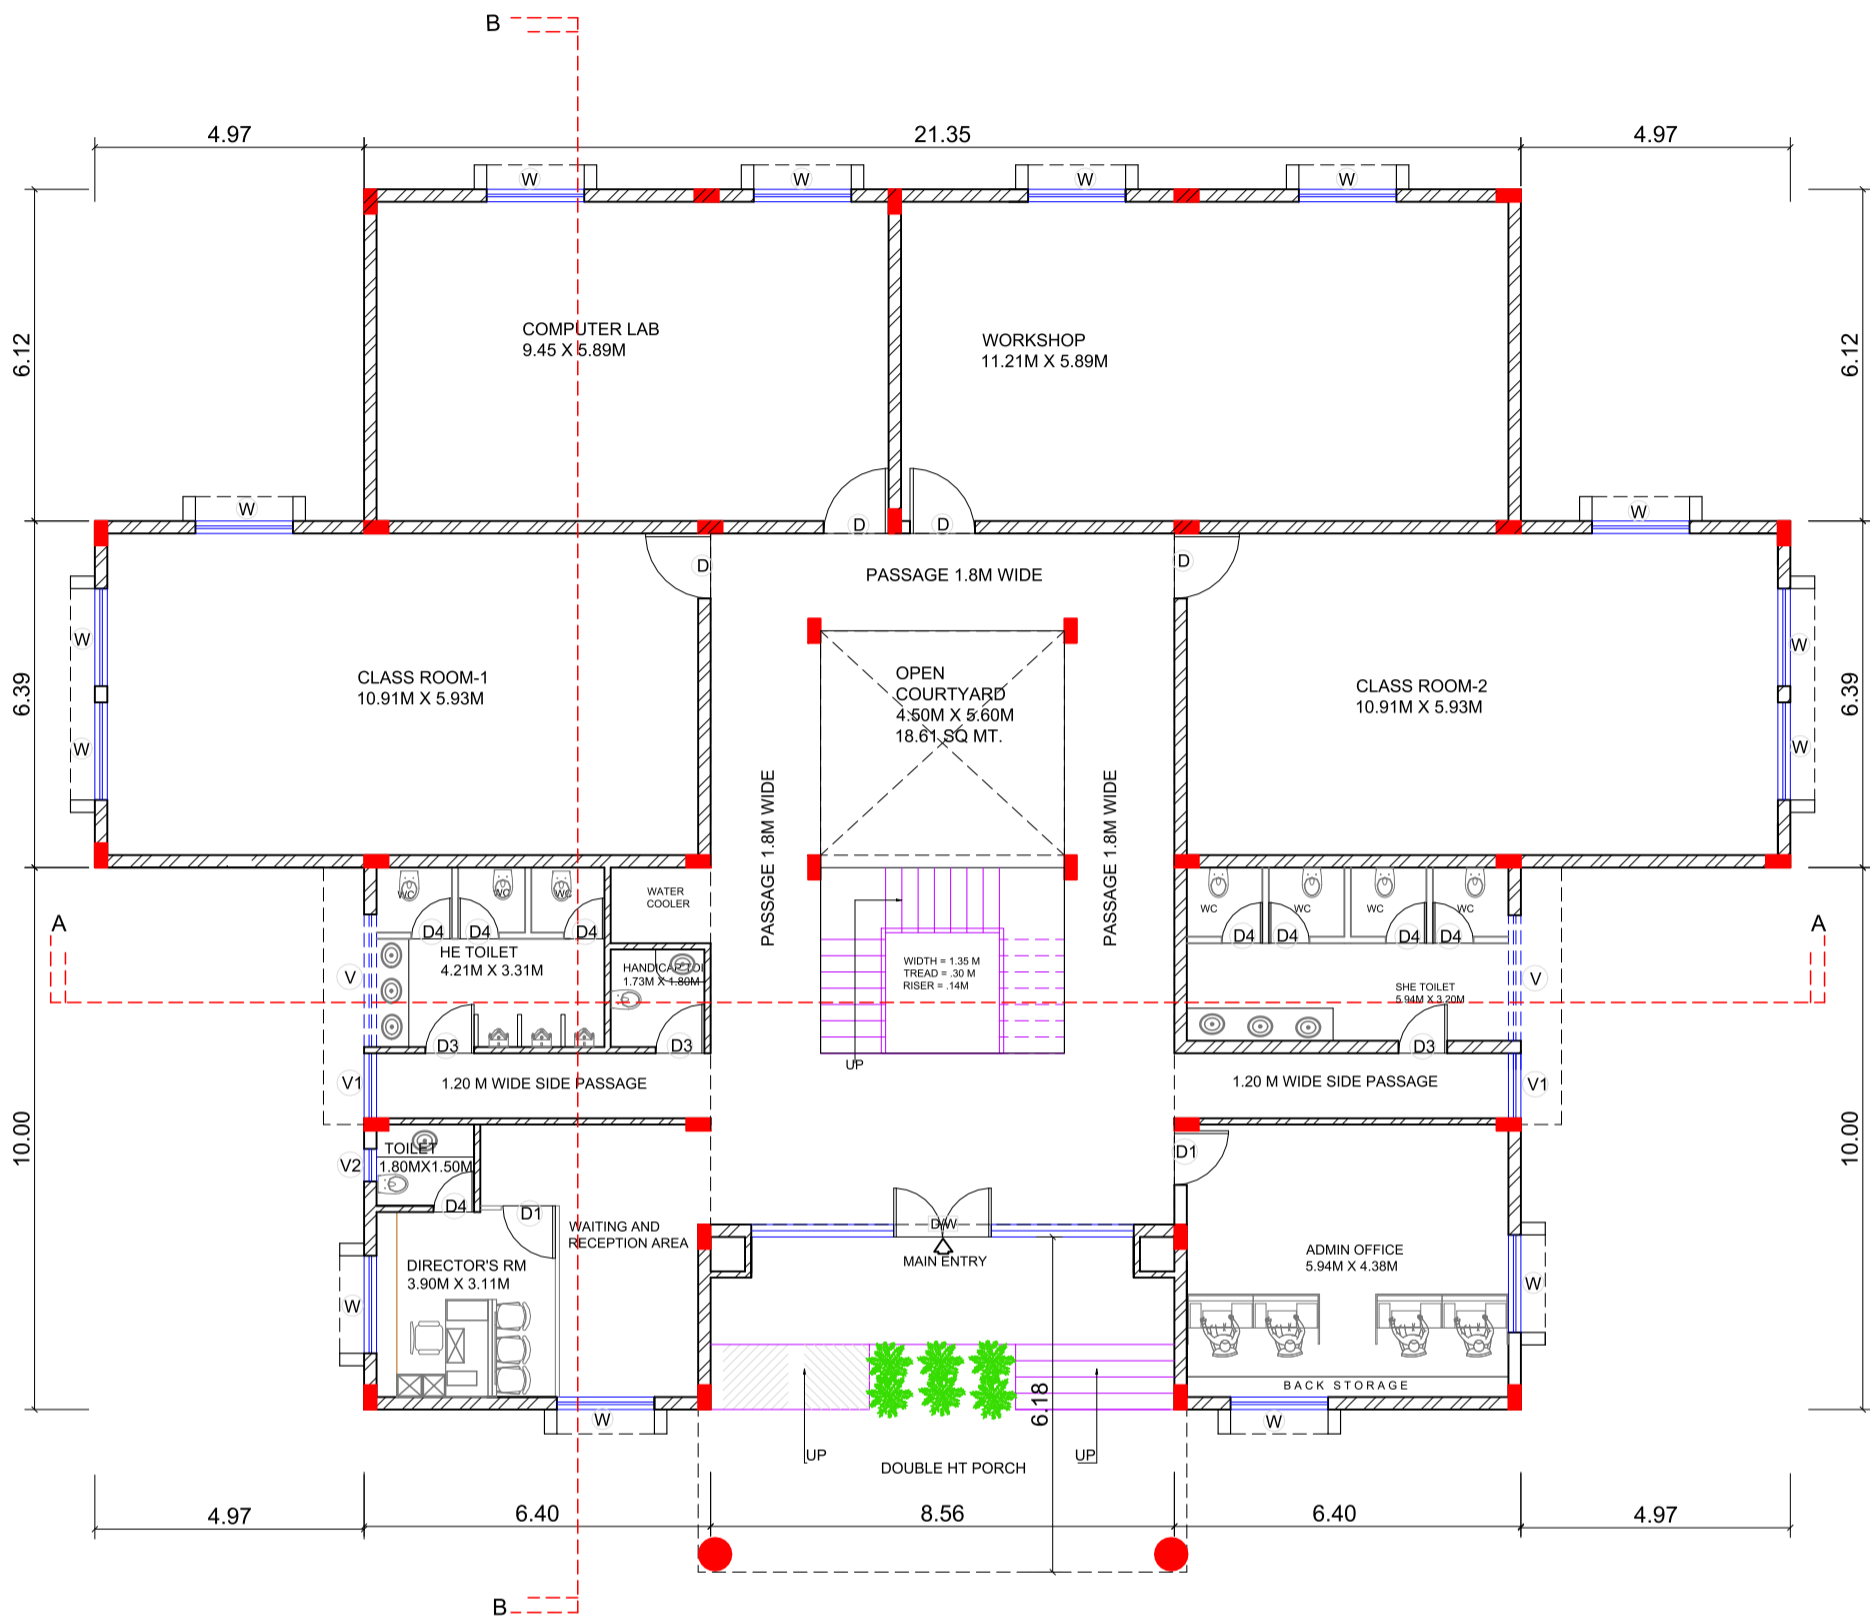 B
4.97
21.35
4.97
W
W
W
W
6.12
COMPUTER LAB
9.45 X 5.89M
WORKSHOP
11.21M X 5.89M
6.12
W
D
D
W
D
PASSAGE 1.8M WIDE
D
W
W
W
W
6.39
CLASS ROOM-1
10.91M X 5.93M
OPEN
COURTYARD
4.50M X 5.60M
18.61 SQ MT.
CLASS ROOM-2
10.91M X 5.93M
6.39
PASSAGE 1.8M WIDE
PASSAGE 1.8M WIDE
WC
WC
WC
WATER
COOLER
WC
WC
WC
WC
A
A
D4
D4
D4
D4
D4
D4
D4
HE TOILET
4.21M X 3.31M
HANDICAP TOI
1.73M X 1.80M
WIDTH = 1.35 M
TREAD = .30 M
RISER = .14M
SHE TOILET
5.94M X 3.20M
V
V
D3
D3
D3
UP
V1
1.20 M WIDE SIDE PASSAGE
1.20 M WIDE SIDE PASSAGE
V1
10.00
10.00
TOILET
1.80MX1.50M
V2
D4
D1
D1
WAITING AND
RECEPTION AREA
D/W
MAIN ENTRY
DIRECTOR'S RM
3.90M X 3.11M
ADMIN OFFICE
5.94M X 4.38M
W
W
BACK STORAGE
W
W
6.18
UP
UP
DOUBLE HT PORCH
4.97
6.40
8.56
6.40
4.97
B